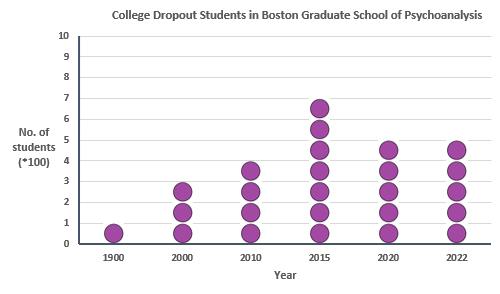 College Dropout Students in Boston Graduate School of Psychoanalysis
10
9
8
7
6
5
4
3
2
1
0
No. of
students
(*100)
1900 2000 2010 2015 2020 2022
Year